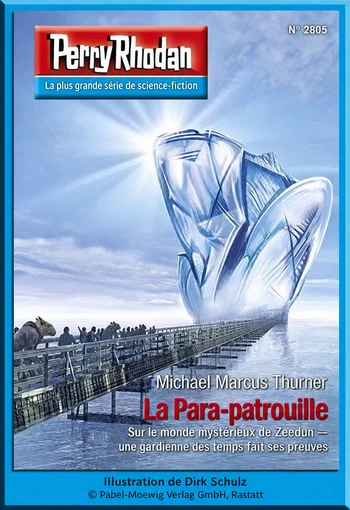 N° 2805
Perry Rhodan
La plus grande série de science-fiction
Michael Marcus Thurner
La Para-patrouille
Sur le monde mystérieux de Zeedun —
une gardienne des temps fait ses preuves
Illustration de Dirk Schulz
© Pabel-Moewig Verlag GmbH, Rastatt